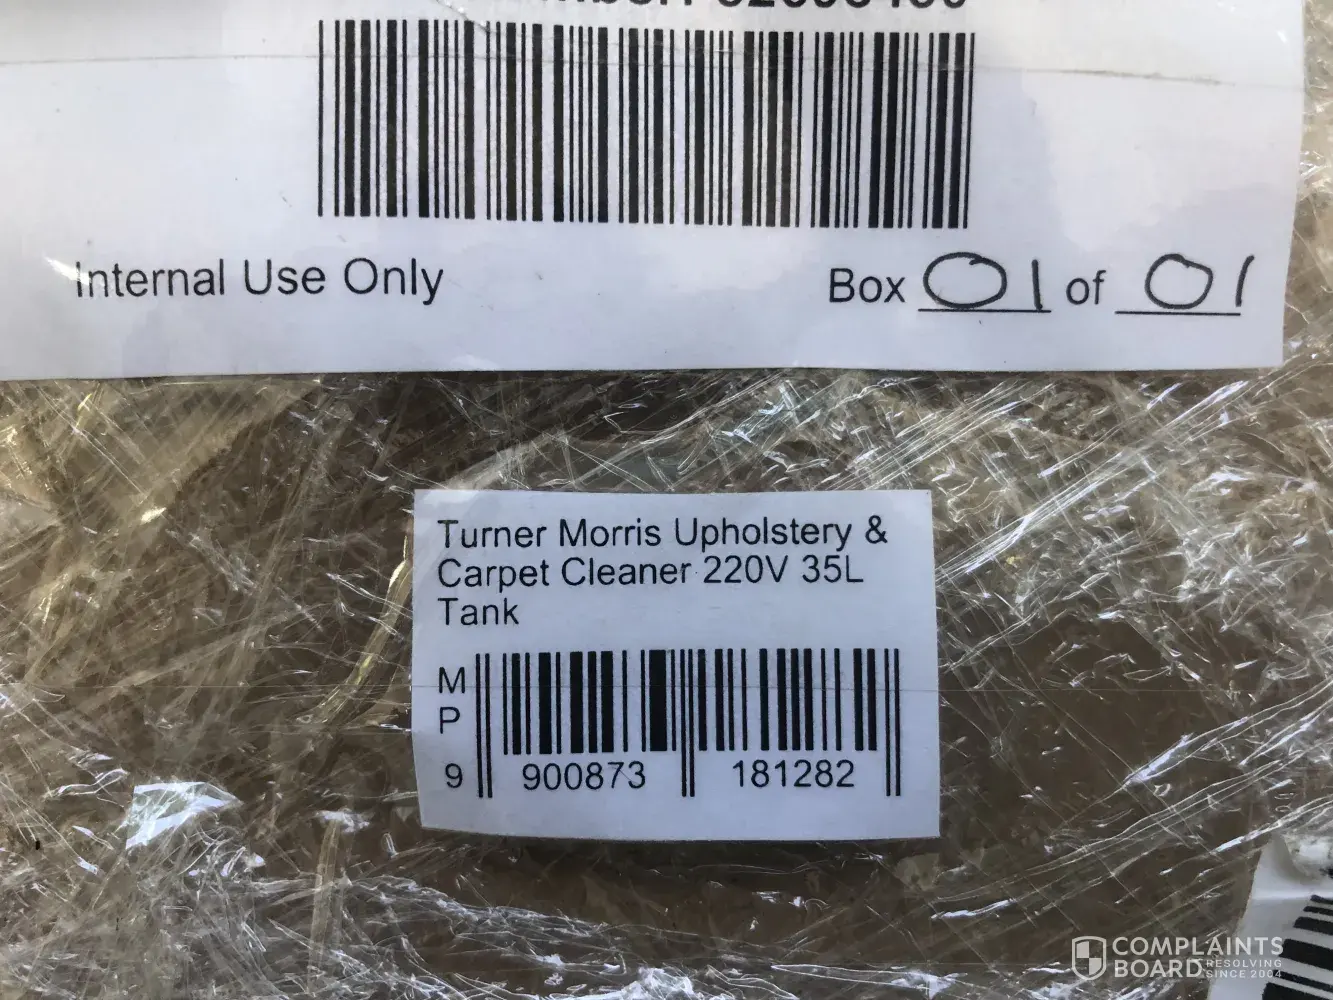 Internal Use Only
Box 01 of 01
Turner Morris Upholstery &
Carpet Cleaner 220V 35L
Tank
M
P
9 900873 181282
COMPLAINTS
BOARD RESOLVING
SINCE 2004